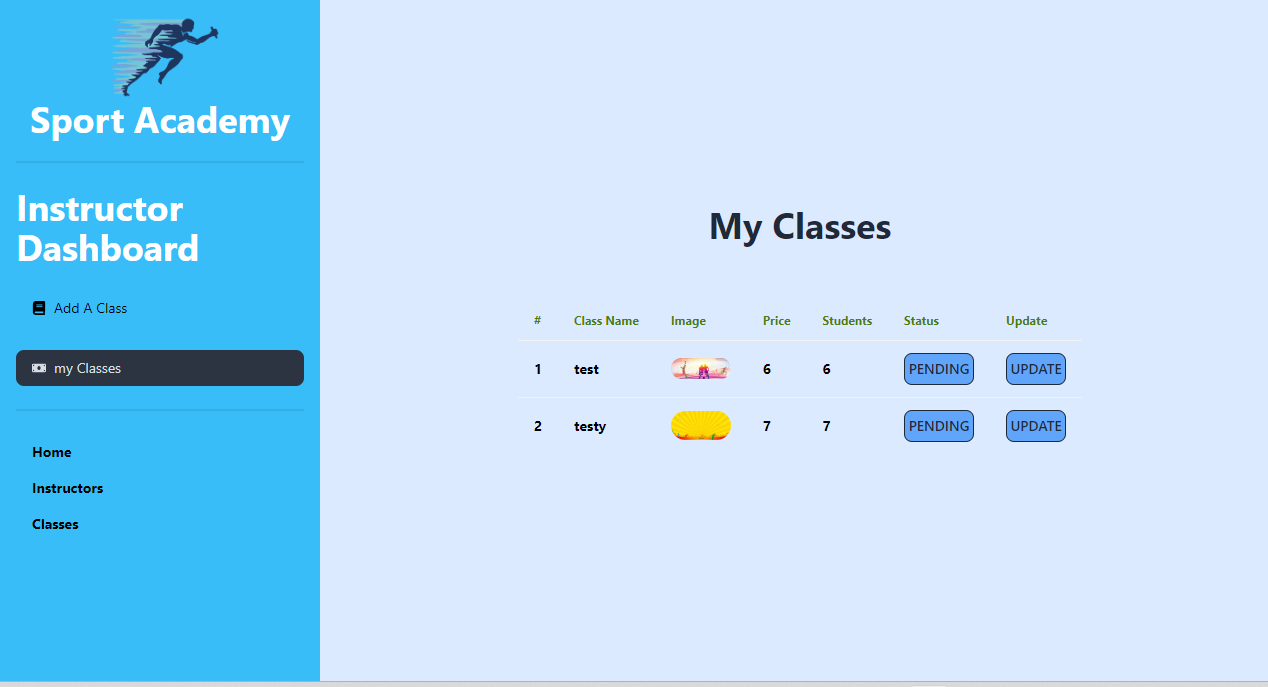 Sport Academy
Instructor
Dashboard
Add A Class
my Classes
Home
Instructors
Classes
My Classes
# Class Name Image Price Students Status Update
1 test 6 6 PENDING UPDATE
2 testy 7 7 PENDING UPDATE